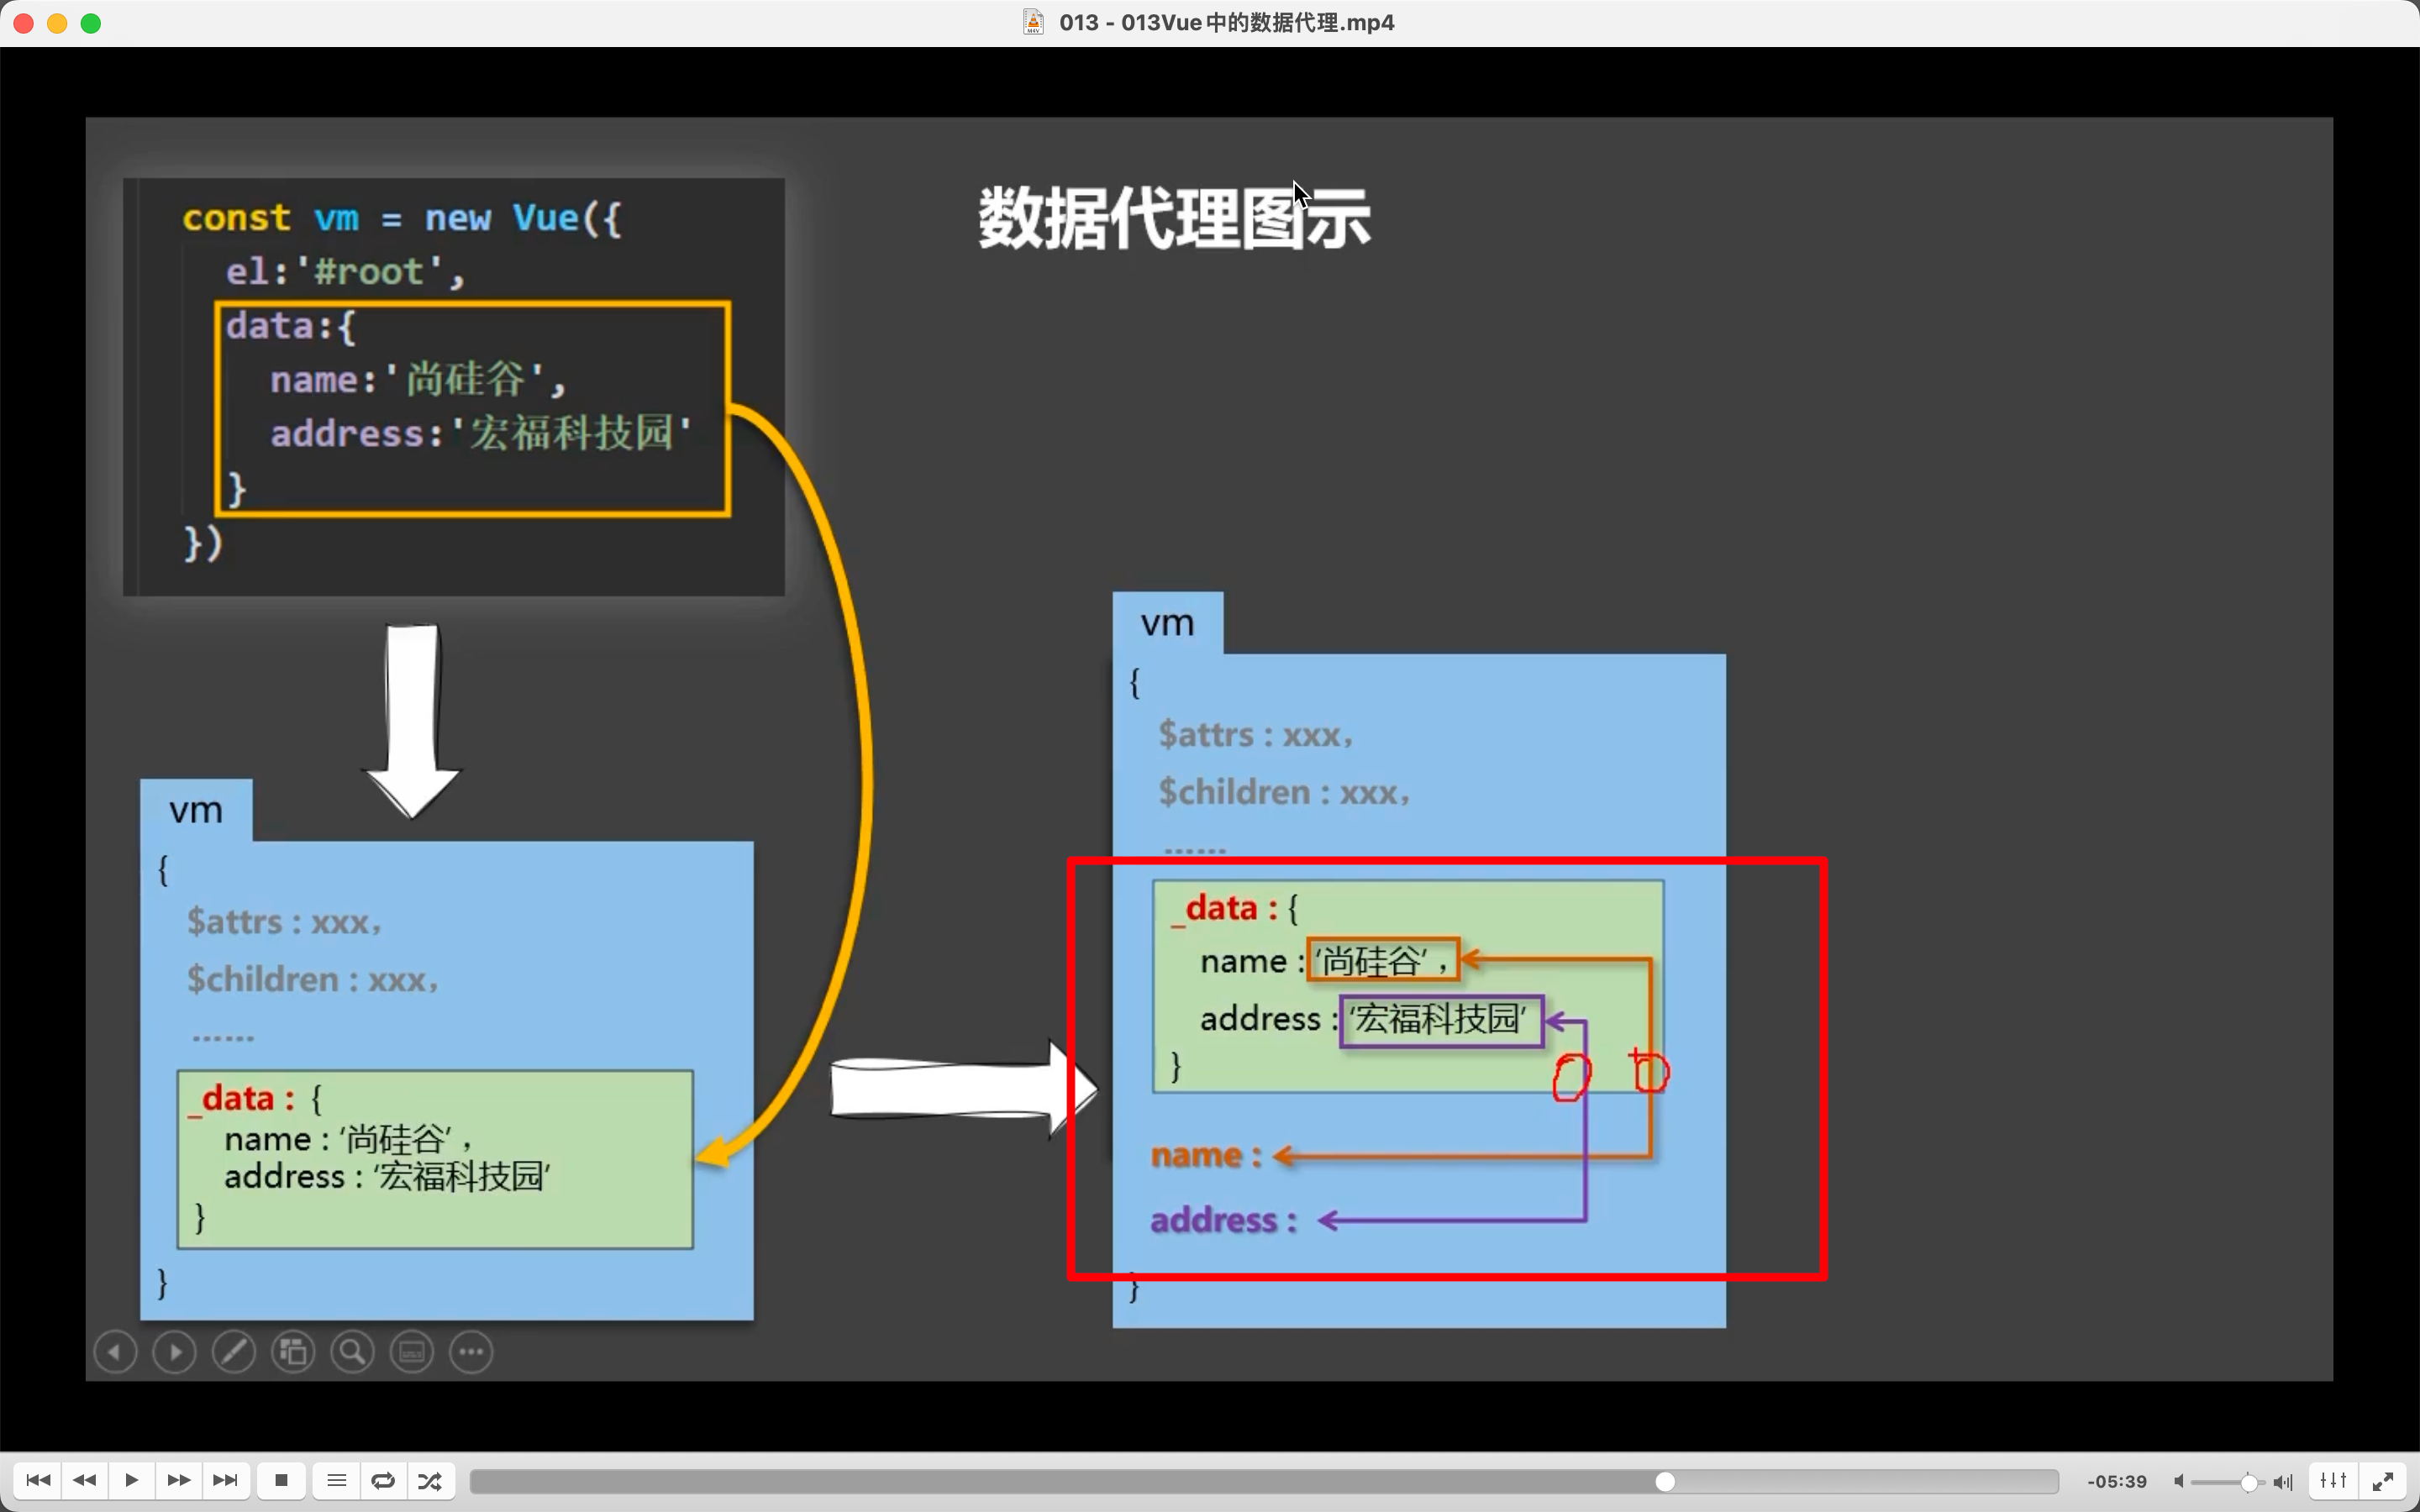 013 - 013Vue中的数据代理.mp4
数据代理图示
const vm = new Vue({
el:'#root',
data:{
name:'尚硅谷',
address:'宏福科技园'
}
})
vm
{
$attrs : xxx，
$children : xxx，
......
_data : {
name : ‘尚硅谷’ ，
address : ‘宏福科技园’
}
}
vm
{
$attrs : xxx，
$children : xxx，
......
_data : {
name : ‘尚硅谷’ ，
address : ‘宏福科技园’
}
name :
address :
}
-05:39